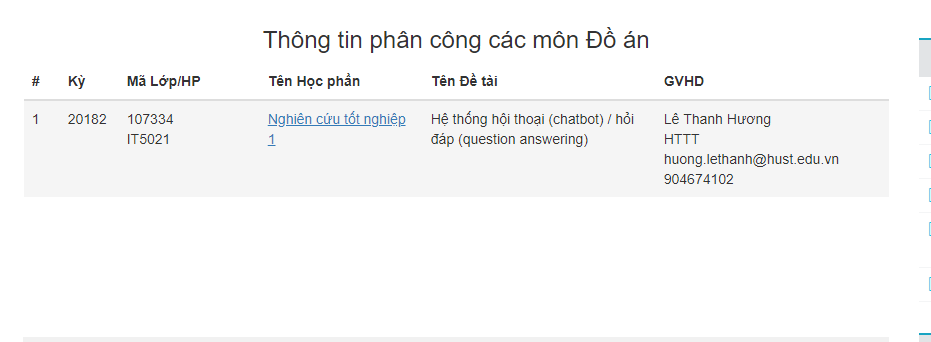 Thông tin phân công các môn Đồ án
# Kỳ Mã Lớp/HP Tên Học phần Tên Đề tài GVHD
1 20182 107334 Nghiên cứu tốt nghiệp Hệ thống hội thoại (chatbot) / hỏi Lê Thanh Hương
IT5021 1 đáp (question answering) HTTT
huong.lethanh@hust.edu.vn
904674102